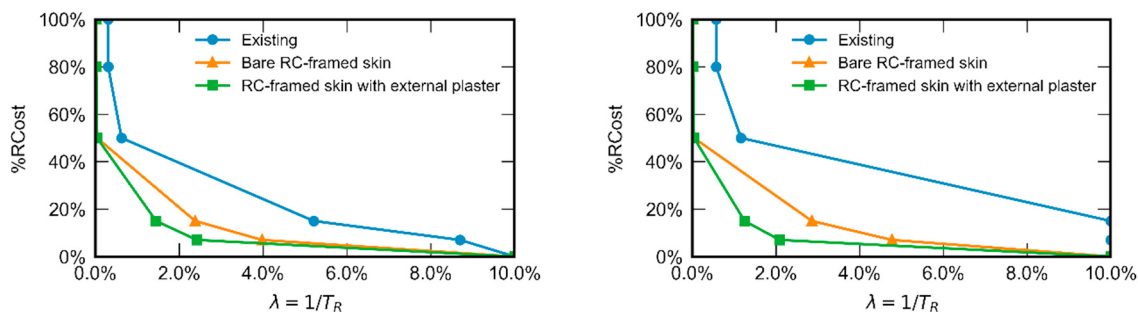 100%
80%
60%
40%
20%
0%
%RCost
Existing
Bare RC-framed skin
RC-framed skin with external plaster
0.0% 2.0% 4.0% 6.0% 8.0% 10.0%
λ = 1/T_R
100%
80%
60%
40%
20%
0%
%RCost
Existing
Bare RC-framed skin
RC-framed skin with external plaster
0.0% 2.0% 4.0% 6.0% 8.0% 10.0%
λ = 1/T_R